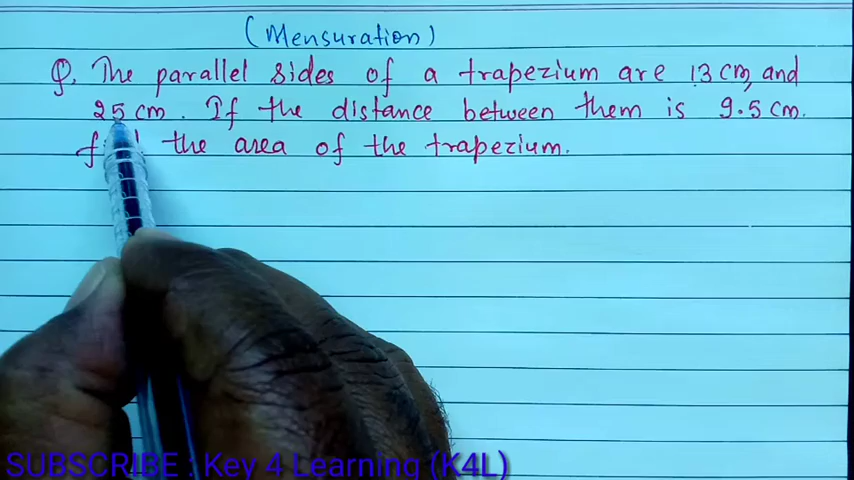 (Mensuration)
Q. The parallel sides of a trapezium are 13 cm, and
25 cm. If the distance between them is 9.5 cm.
the area of the trapezium.
SUBSCRIBE : Key 4 Learning (K4L)